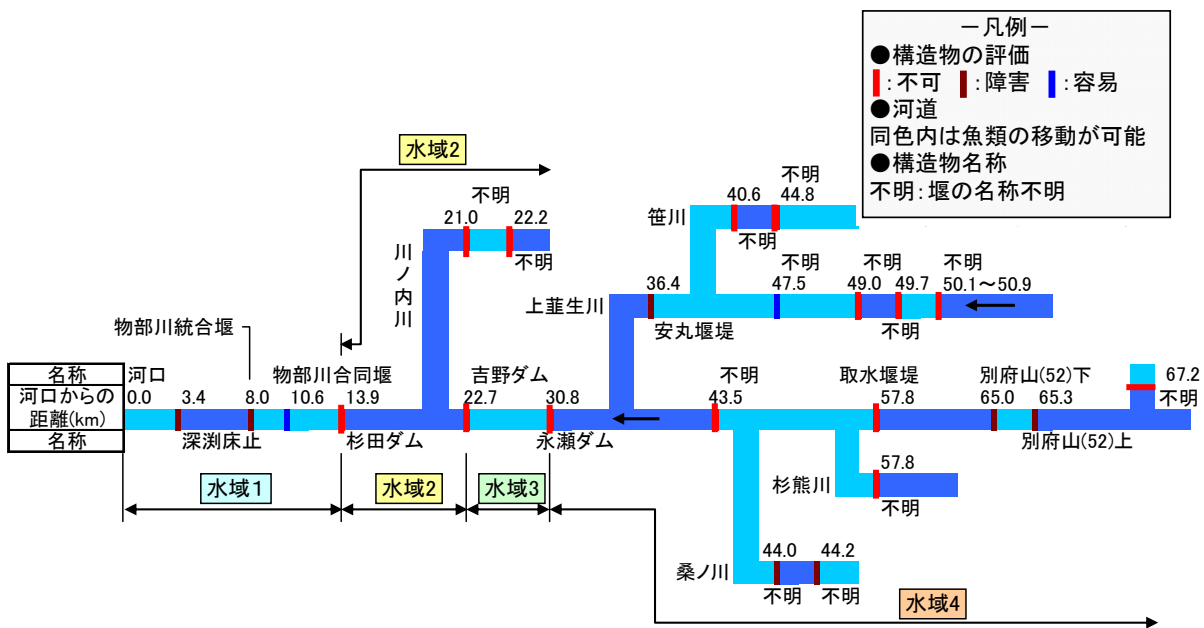 －凡例－
●構造物の評価
:不可 :障害 :容易
●河道
同色内は魚類の移動が可能
●構造物名称
不明:堰の名称不明
水域2
不明
21.0 22.2
不明
川ノ内川
不明
40.6 44.8
笹川
不明
不明 不明 不明
36.4 47.5 49.0 49.7 50.1～50.9
上韮生川
安丸堰堤 不明
物部川統合堰
名称 河口 物部川合同堰 吉野ダム 不明 取水堰堤 別府山(52)下 67.2
不明
河口からの
距離(km)
0.0 3.4 8.0 10.6 13.9 22.7 30.8 43.5 57.8 65.0 65.3
名称 深渕床止 杉田ダム 永瀬ダム 別府山(52)上
水域1 水域2 水域3
57.8
杉熊川
不明
44.0 44.2
桑ノ川
不明 不明
水域4